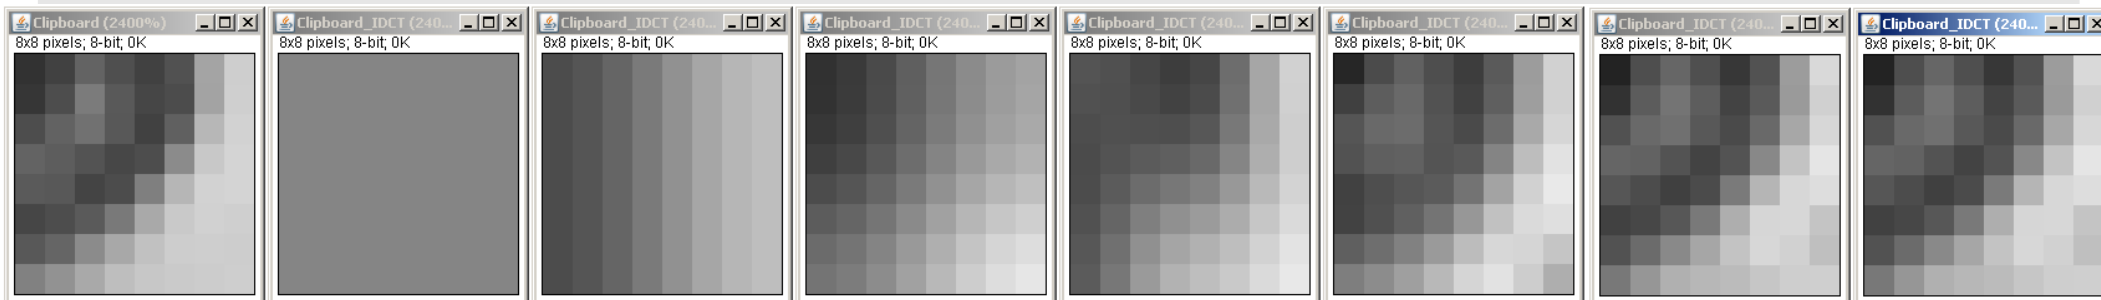 Clipboard (2400%)
8x8 pixels; 8-bit; 0K
Clipboard_IDCT (240...
8x8 pixels; 8-bit; 0K
Clipboard_IDCT (240...
8x8 pixels; 8-bit; 0K
Clipboard_IDCT (240...
8x8 pixels; 8-bit; 0K
Clipboard_IDCT (240...
8x8 pixels; 8-bit; 0K
Clipboard_IDCT (240...
8x8 pixels; 8-bit; 0K
Clipboard_IDCT (240...
8x8 pixels; 8-bit; 0K
Clipboard_IDCT (240...
8x8 pixels; 8-bit; 0K